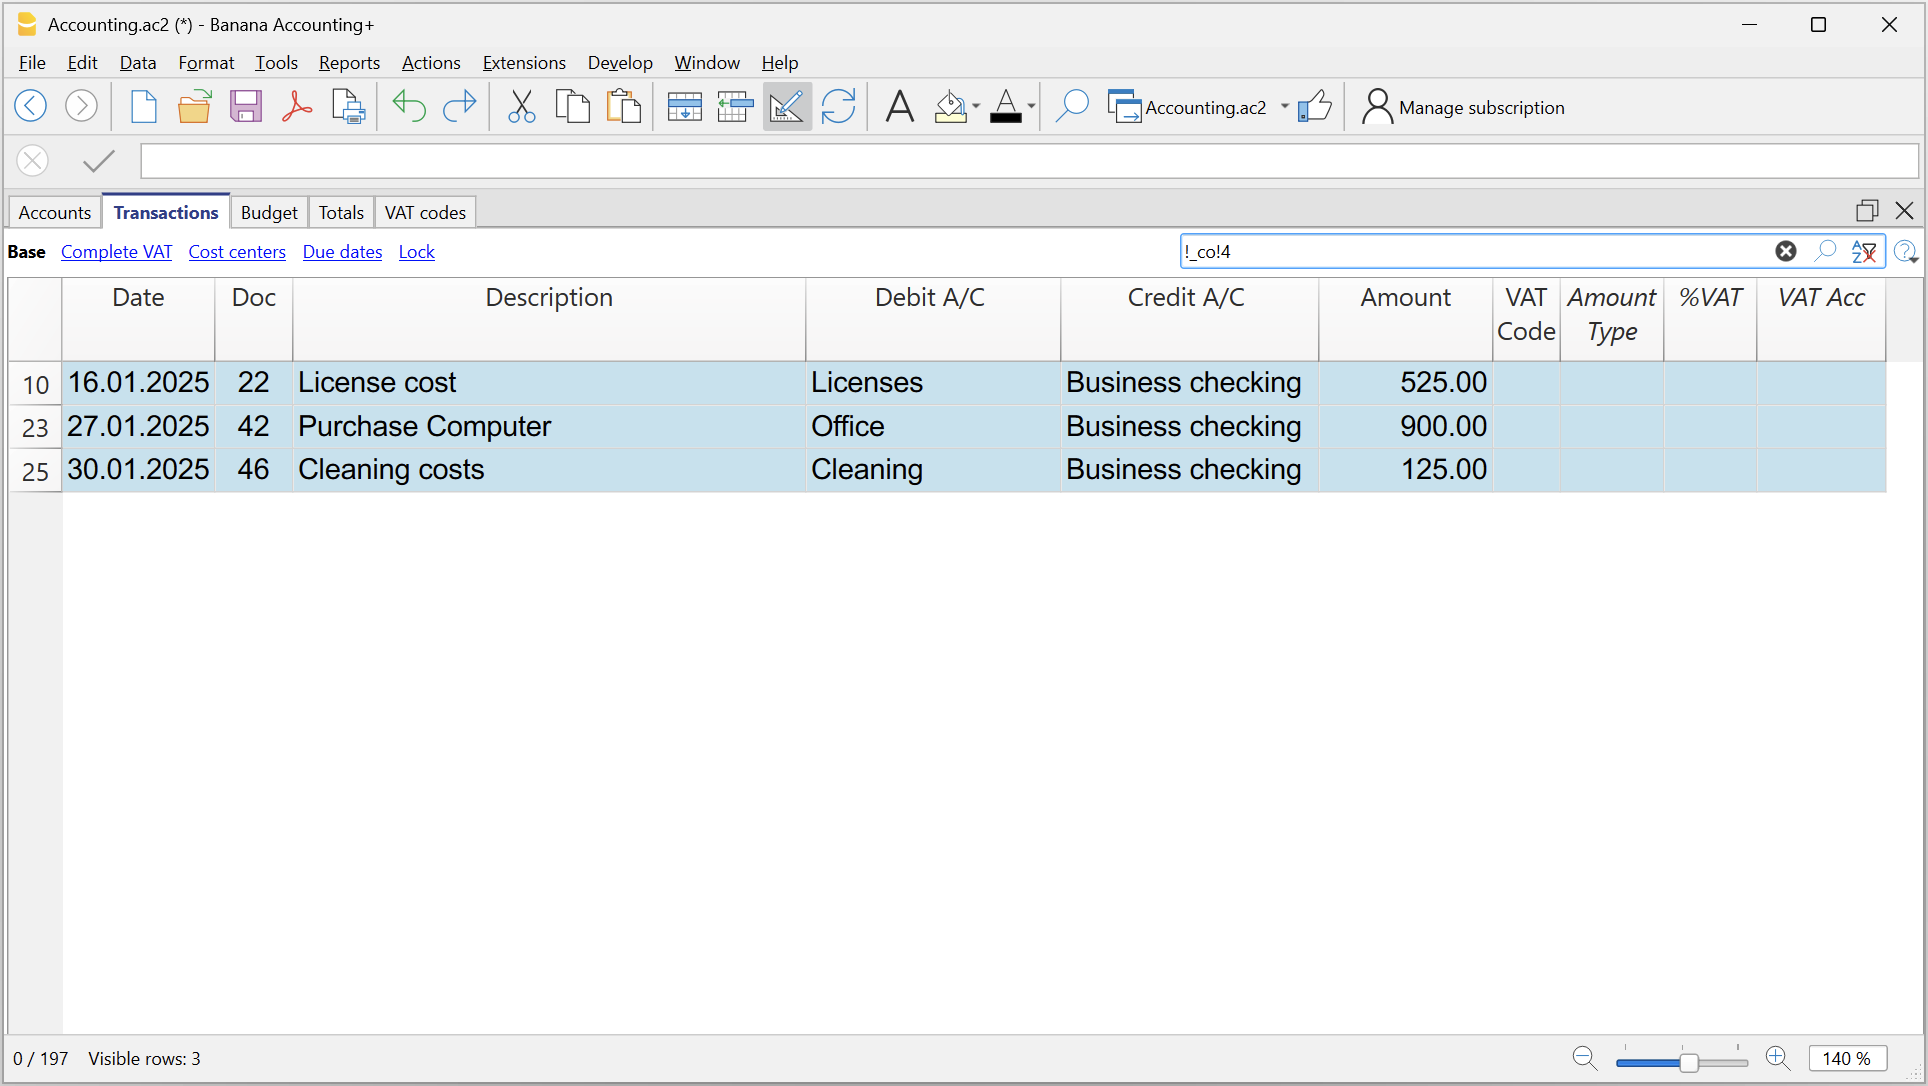 Accounting.ac2 (*) - Banana Accounting+
File Edit Data Format Tools Reports Actions Extensions Develop Window Help
Accounting.ac2 Manage subscription
Accounts Transactions Budget Totals VAT codes
Base Complete VAT Cost centers Due dates Lock !_co!4
Date Doc Description Debit A/C Credit A/C Amount VAT Code Amount Type %VAT VAT Acc
10 16.01.2025 22 License cost Licenses Business checking 525.00
23 27.01.2025 42 Purchase Computer Office Business checking 900.00
25 30.01.2025 46 Cleaning costs Cleaning Business checking 125.00
0 / 197 Visible rows: 3 140 %